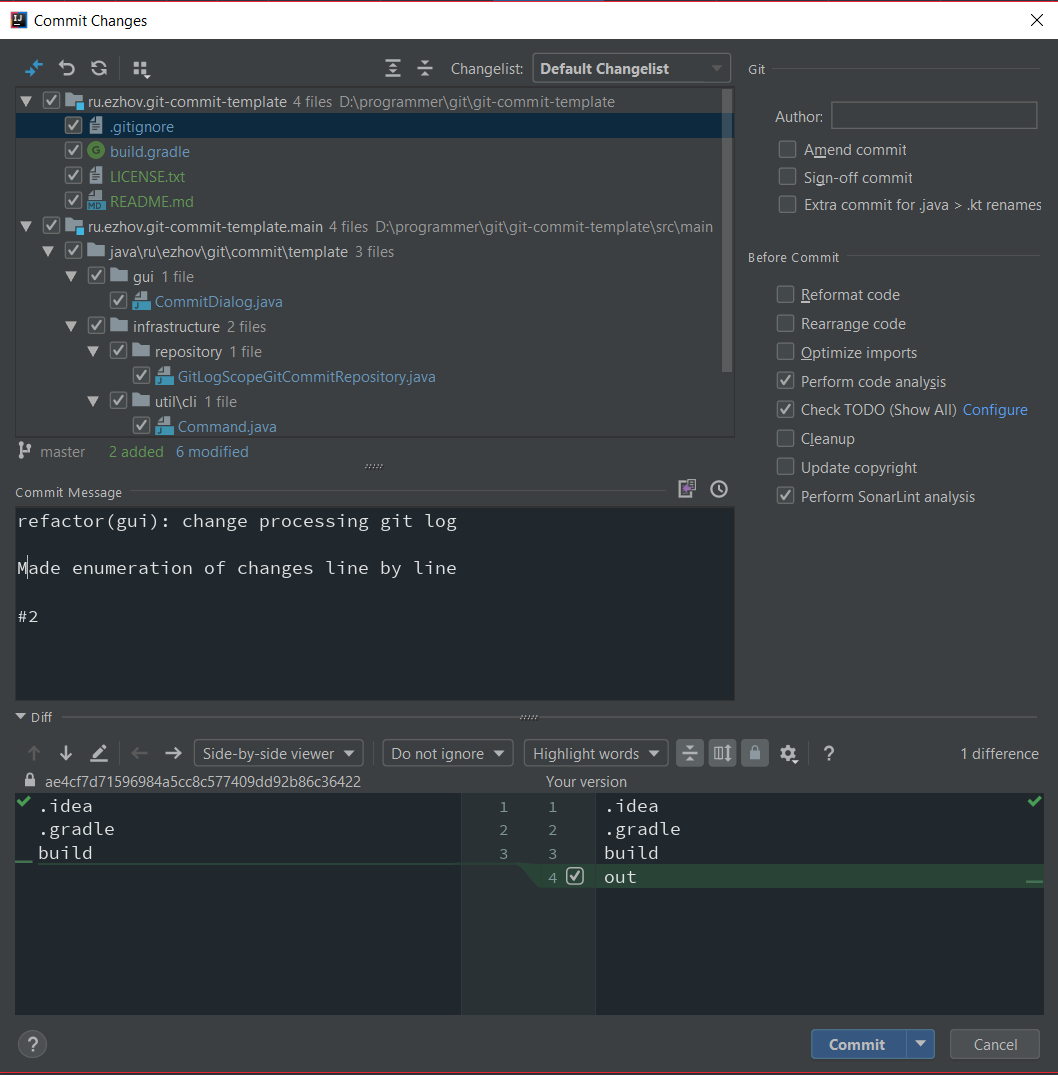 Commit Changes
Changelist: Default Changelist
ru.ezhov.git-commit-template 4 files D:\programmer\git\git-commit-template
.gitignore
build.gradle
LICENSE.txt
README.md
ru.ezhov.git-commit-template.main 4 files D:\programmer\git\git-commit-template\src\main
java\ru\ezhov\git\commit\template 3 files
gui 1 file
CommitDialog.java
infrastructure 2 files
repository 1 file
GitLogScopeGitCommitRepository.java
util\cli 1 file
Command.java
master 2 added 6 modified
Git
Author:
Amend commit
Sign-off commit
Extra commit for .java > .kt renames
Before Commit
Reformat code
Rearrange code
Optimize imports
Perform code analysis
Check TODO (Show All) Configure
Cleanup
Update copyright
Perform SonarLint analysis
Commit Message
refactor(gui): change processing git log
Made enumeration of changes line by line
#2
Diff
Side-by-side viewer Do not ignore Highlight words ? 1 difference
ae4cf7d71596984a5cc8c577409dd92b86c36422 Your version
.idea 1 1 .idea
.gradle 2 2 .gradle
build 3 3 build
4 out
? Commit Cancel